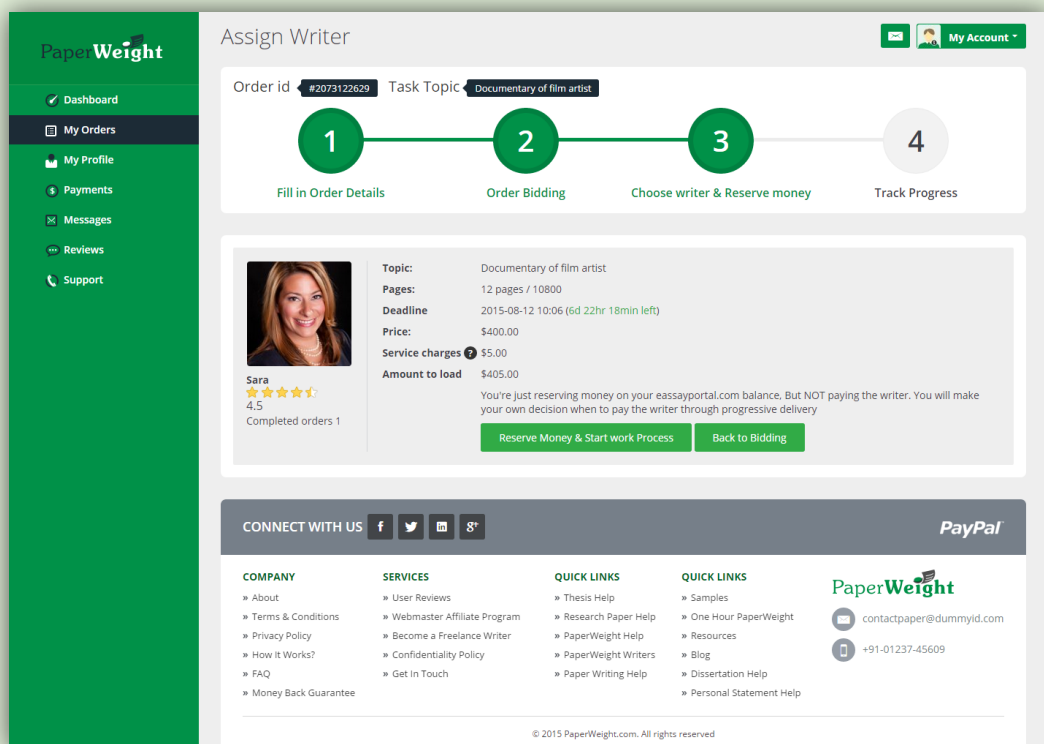 PaperWeight
Assign Writer
My Account
Dashboard
My Orders
My Profile
Payments
Messages
Reviews
Support
Order id #2073122629 Task Topic Documentary of film artist
1 2 3 4
Fill in Order Details Order Bidding Choose writer & Reserve money Track Progress
Topic: Documentary of film artist
Pages: 12 pages / 10800
Deadline 2015-08-12 10:06 (6d 22hr 18min left)
Price: $400.00
Service charges ? $5.00
Amount to load $405.00
You're just reserving money on your eassayportal.com balance, But NOT paying the writer. You will make
your own decision when to pay the writer through progressive delivery
Reserve Money & Start work Process Back to Bidding
Sara
4.5
Completed orders 1
CONNECT WITH US f in 8+ PayPal
COMPANY
» About
» Terms & Conditions
» Privacy Policy
» How It Works?
» FAQ
» Money Back Guarantee
SERVICES
» User Reviews
» Webmaster Affiliate Program
» Become a Freelance Writer
» Confidentiality Policy
» Get In Touch
QUICK LINKS
» Thesis Help
» Research Paper Help
» PaperWeight Help
» PaperWeight Writers
» Paper Writing Help
QUICK LINKS
» Samples
» One Hour PaperWeight
» Resources
» Blog
» Dissertation Help
» Personal Statement Help
PaperWeight
contactpaper@dummyid.com
+91-01237-45609
© 2015 PaperWeight.com. All rights reserved